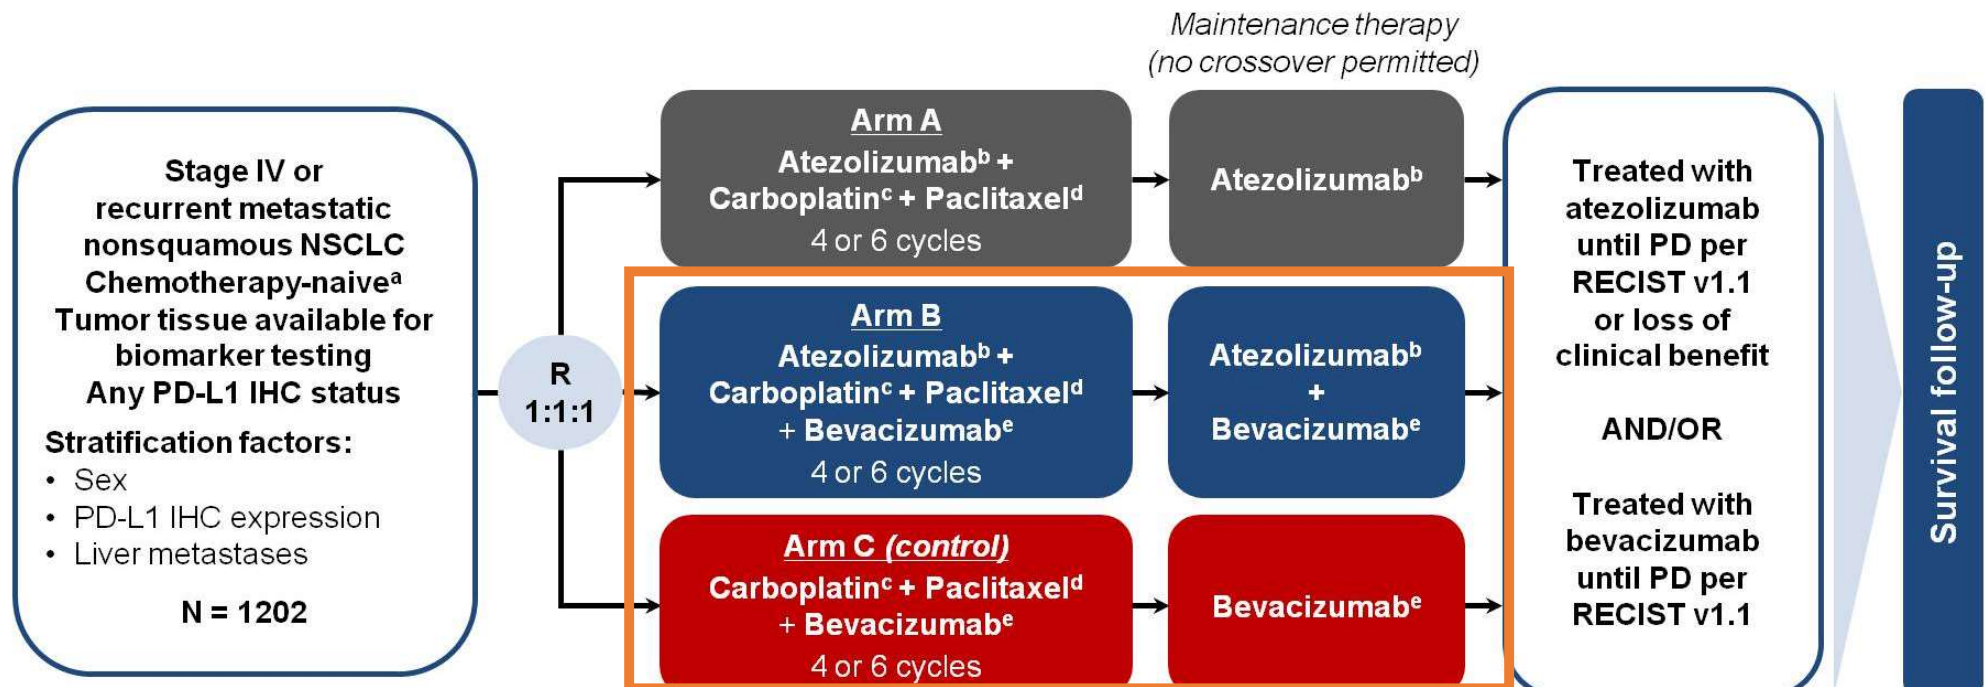 Maintenance therapy
(no crossover permitted)
Stage IV or
recurrent metastatic
nonsquamous NSCLC
Chemotherapy-naiveᵃ
Tumor tissue available for
biomarker testing
Any PD-L1 IHC status
Stratification factors:
• Sex
• PD-L1 IHC expression
• Liver metastases
N = 1202
R
1:1:1
Arm A
Atezolizumabᵇ +
Carboplatinᶜ + Paclitaxelᵈ
4 or 6 cycles
Atezolizumabᵇ
Arm B
Atezolizumabᵇ +
Carboplatinᶜ + Paclitaxelᵈ
+ Bevacizumabᵉ
4 or 6 cycles
Atezolizumabᵇ
+
Bevacizumabᵉ
Arm C (control)
Carboplatinᶜ + Paclitaxelᵈ
+ Bevacizumabᵉ
4 or 6 cycles
Bevacizumabᵉ
Treated with
atezolizumab
until PD per
RECIST v1.1
or loss of
clinical benefit
AND/OR
Treated with
bevacizumab
until PD per
RECIST v1.1
Survival follow-up